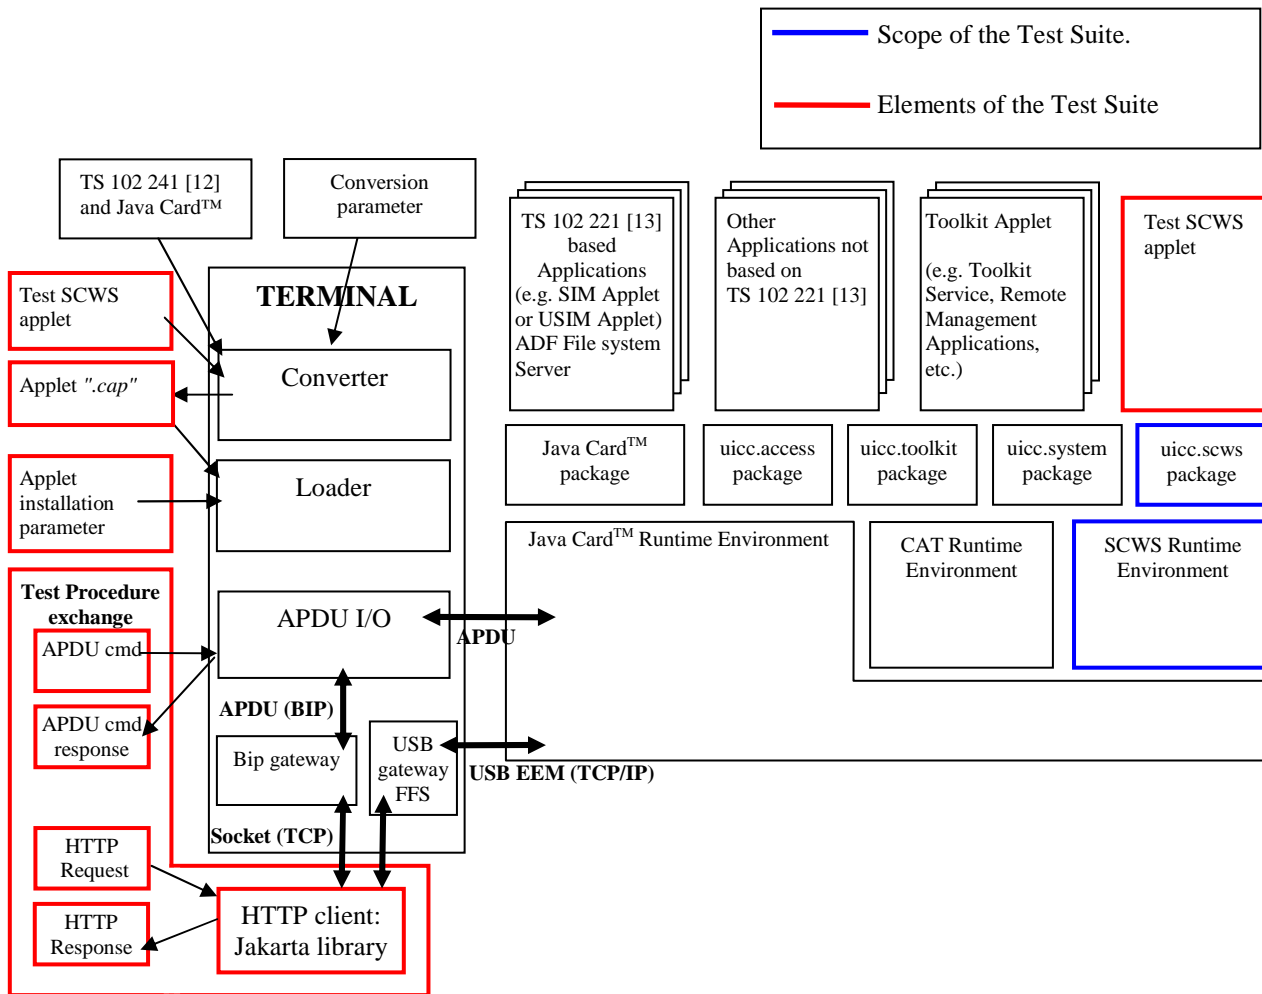 Scope of the Test Suite.
Elements of the Test Suite
TS 102 241 [12]
and Java Card™
Conversion
parameter
TS 102 221 [13]
based
Applications
(e.g. SIM Applet
or USIM Applet)
ADF File system
Server
Other
Applications not
based on
TS 102 221 [13]
Toolkit Applet
(e.g. Toolkit
Service, Remote
Management
Applications,
etc.)
Test SCWS
applet
Test SCWS
applet
TERMINAL
Converter
Applet ".cap"
Loader
Applet
installation
parameter
Java Card™
package
uicc.access
package
uicc.toolkit
package
uicc.system
package
uicc.scws
package
Java Card™ Runtime Environment
CAT Runtime
Environment
SCWS Runtime
Environment
Test Procedure
exchange
APDU cmd
APDU cmd
response
APDU I/O
APDU
APDU (BIP)
Bip gateway
USB
gateway
FFS
USB EEM (TCP/IP)
Socket (TCP)
HTTP
Request
HTTP
Response
HTTP client:
Jakarta library